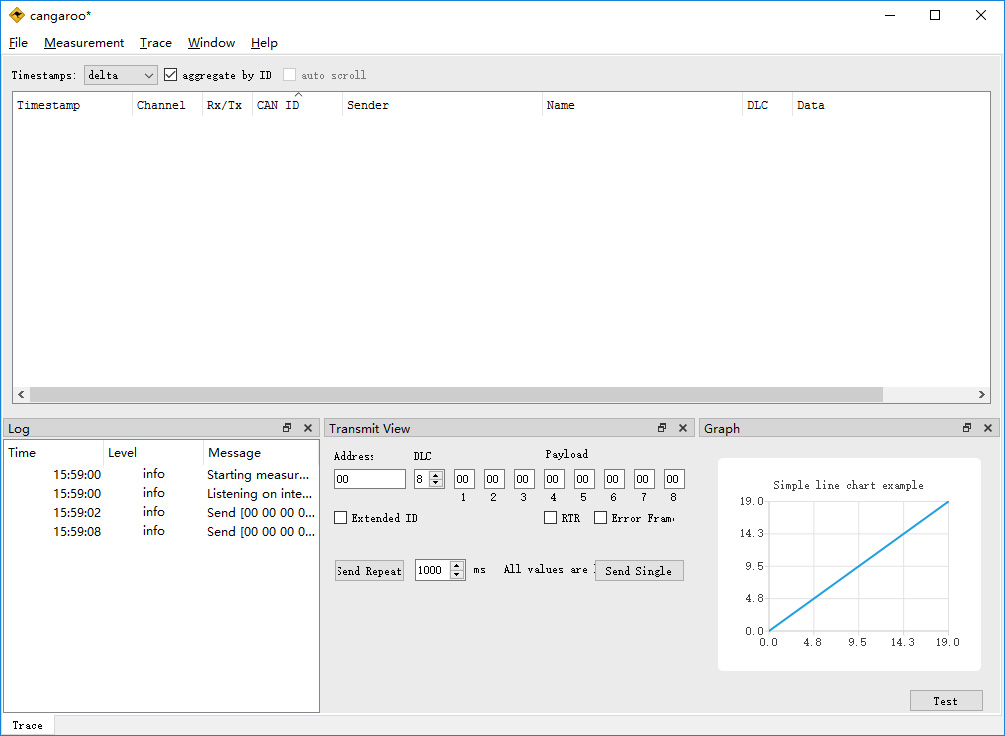 cangaroo*
File Measurement Trace Window Help
Timestamps: delta aggregate by ID auto scroll
Timestamp Channel Rx/Tx CAN ID Sender Name DLC Data
Log
Time Level Message
15:59:00 info Starting measur...
15:59:00 info Listening on inte...
15:59:02 info Send [00 00 00 0...
15:59:08 info Send [00 00 00 0...
Transmit View
Address: DLC Payload
00 8 00 00 00 00 00 00 00 00
1 2 3 4 5 6 7 8
Extended ID RTR Error Fram
Send Repeat 1000 ms All values are Send Single
Graph
Simple line chart example
19.0
14.3
9.5
4.8
0.0
0.0 4.8 9.5 14.3 19.0
Test
Trace